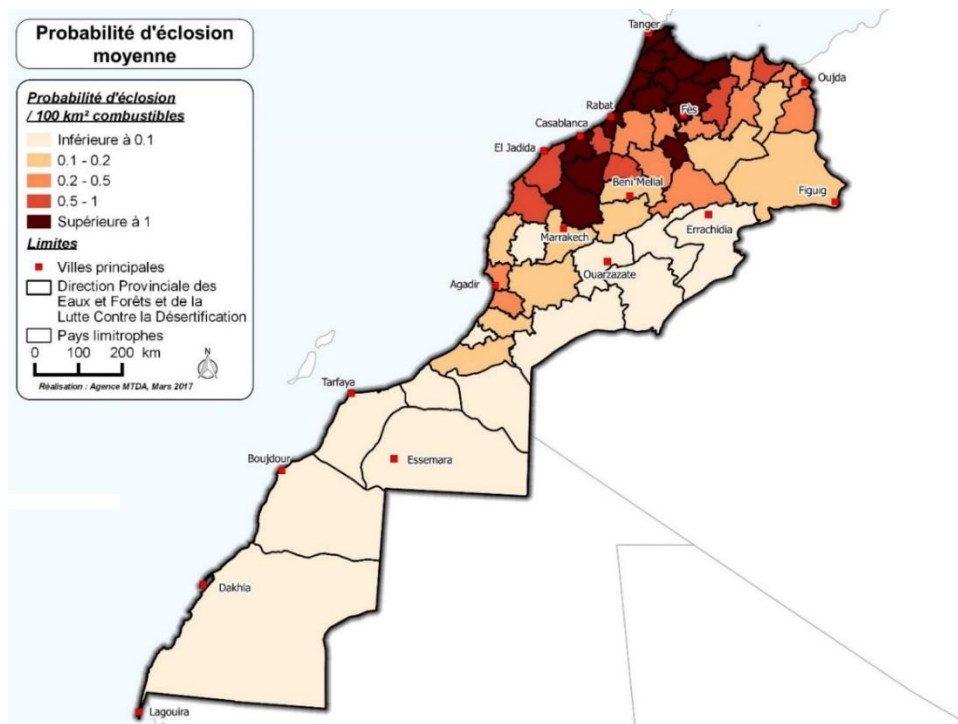 Probabilité d'éclosion
moyenne
Probabilité d'éclosion
/ 100 km² combustibles
Inférieure à 0.1
0.1 - 0.2
0.2 - 0.5
0.5 - 1
Supérieure à 1
Limites
Villes principales
Direction Provinciale des
Eaux et Forêts et de la
Lutte Contre la Désertification
Pays limitrophes
0 100 200 km
N
Réalisation : Agence MTDA, Mars 2017
Tanger
Oujda
Rabat
Fès
Casablanca
El Jadida
Beni Mellal
Figuig
Errachidia
Marrakech
Ouarzazate
Agadir
Tarfaya
Boujdour
Essemara
Dakhla
Lagouira